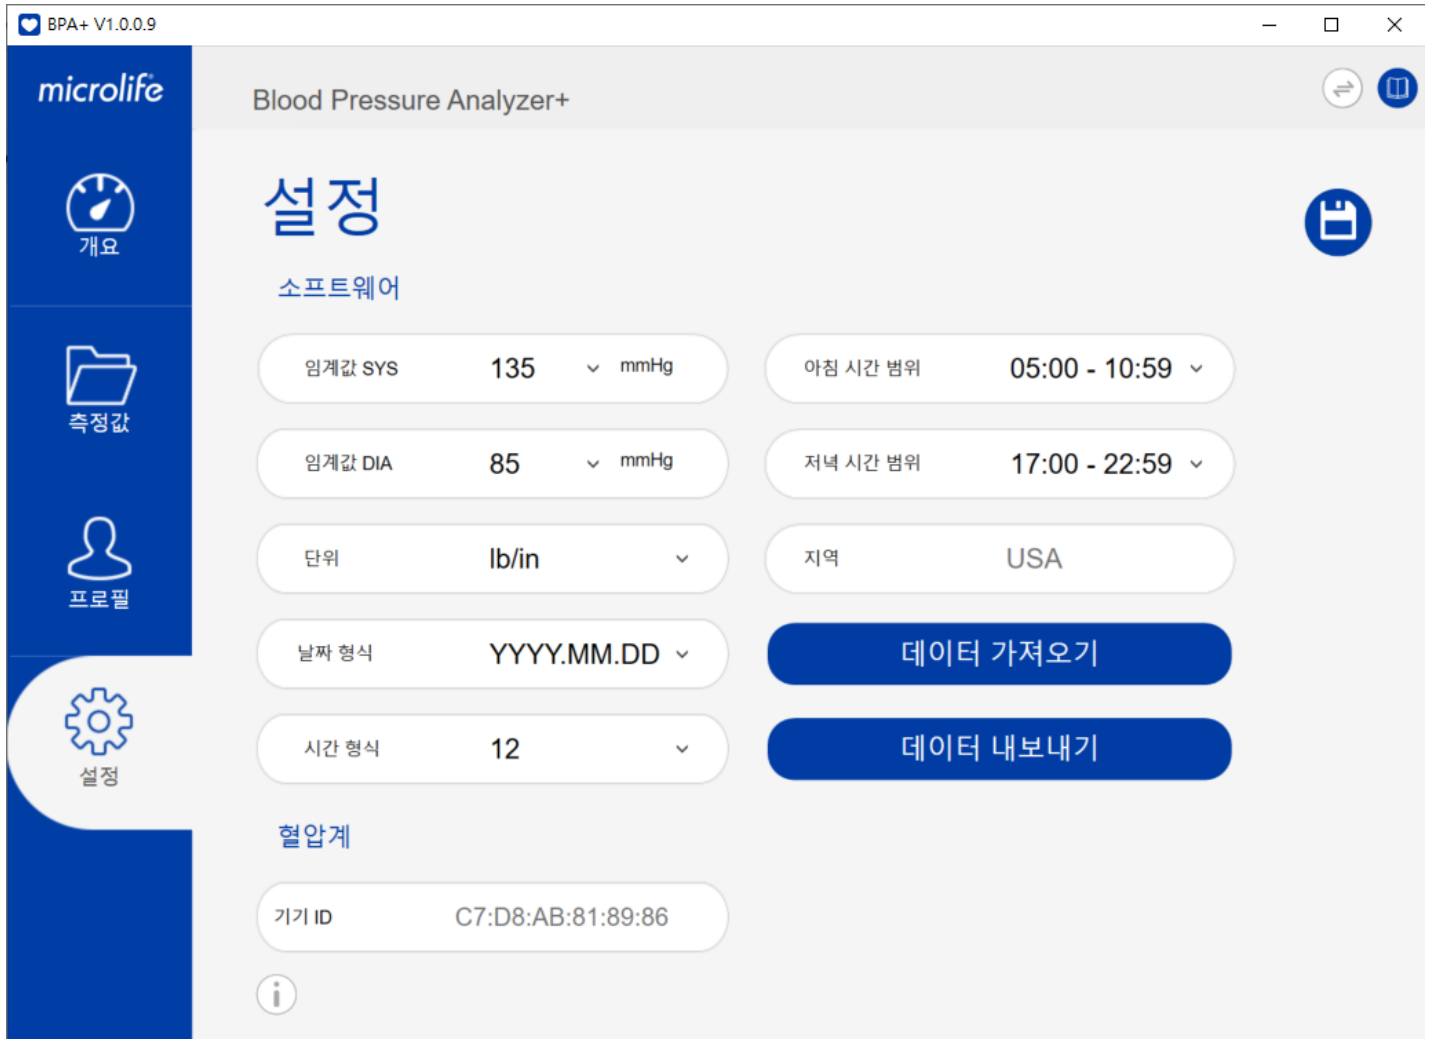 BPA+ V1.0.0.9
microlife
Blood Pressure Analyzer+
개요
측정값
프로필
설정
설정
소프트웨어
임계값 SYS 135 mmHg
아침 시간 범위 05:00 - 10:59
임계값 DIA 85 mmHg
저녁 시간 범위 17:00 - 22:59
단위 lb/in
지역 USA
날짜 형식 YYYY.MM.DD
데이터 가져오기
시간 형식 12
데이터 내보내기
혈압계
기기 ID C7:D8:AB:81:89:86